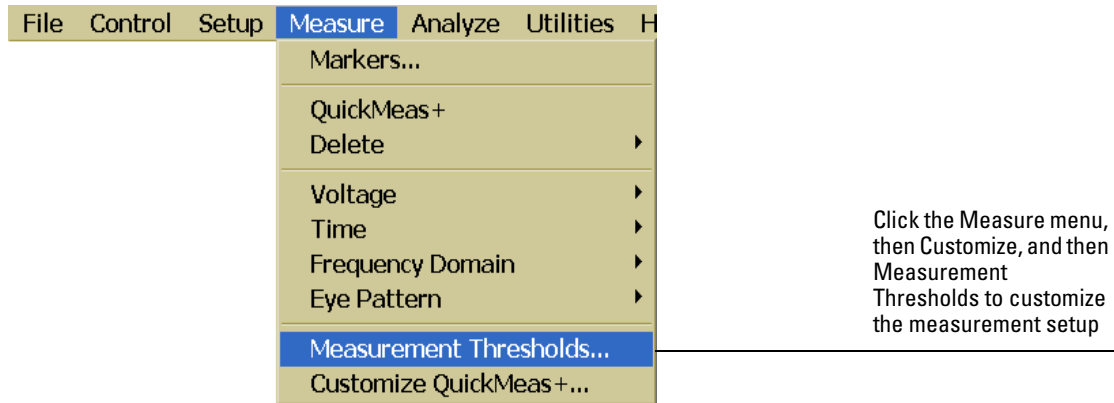 File Control Setup Measure Analyze Utilities H
Markers...
QuickMeas+
Delete
Voltage
Time
Frequency Domain
Eye Pattern
Measurement Thresholds...
Customize QuickMeas+...
Click the Measure menu,
then Customize, and then
Measurement
Thresholds to customize
the measurement setup